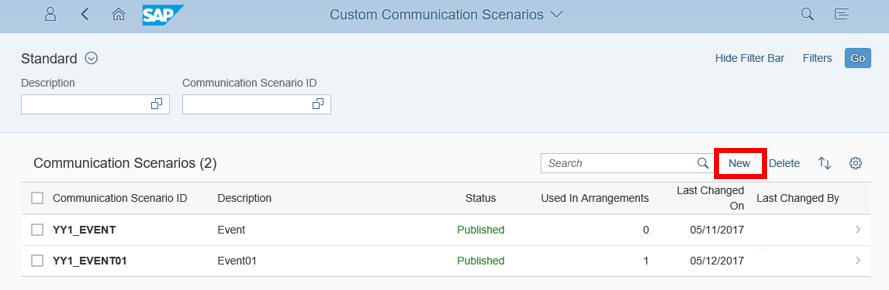 SAP Custom Communication Scenarios
Standard
Hide Filter Bar Filters Go
Description Communication Scenario ID
Communication Scenarios (2) Search New Delete
Communication Scenario ID Description Status Used In Arrangements Last Changed On Last Changed By
YY1_EVENT Event Published 0 05/11/2017
YY1_EVENT01 Event01 Published 1 05/12/2017